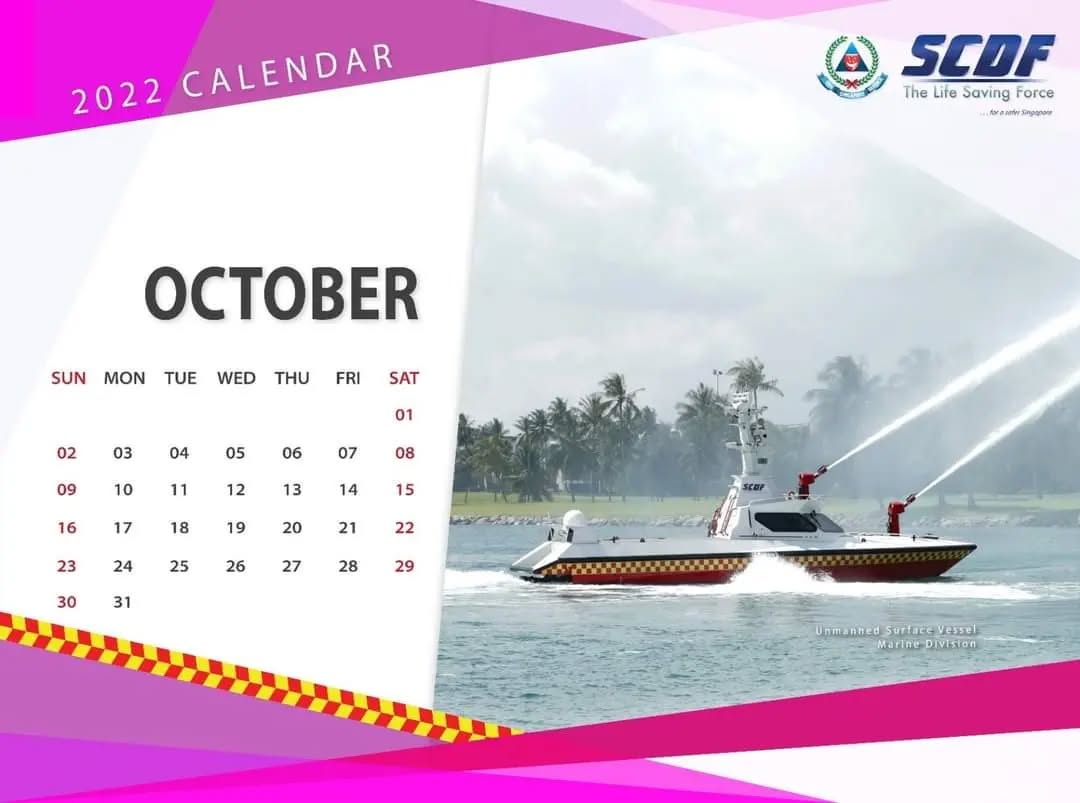 2022 CALENDAR
SCDF
The Life Saving Force
...for a safer Singapore
OCTOBER
SUN MON TUE WED THU FRI SAT
01
02 03 04 05 06 07 08
09 10 11 12 13 14 15
16 17 18 19 20 21 22
23 24 25 26 27 28 29
30 31
SCDF
Unmanned Surface Vessel
Marine Division